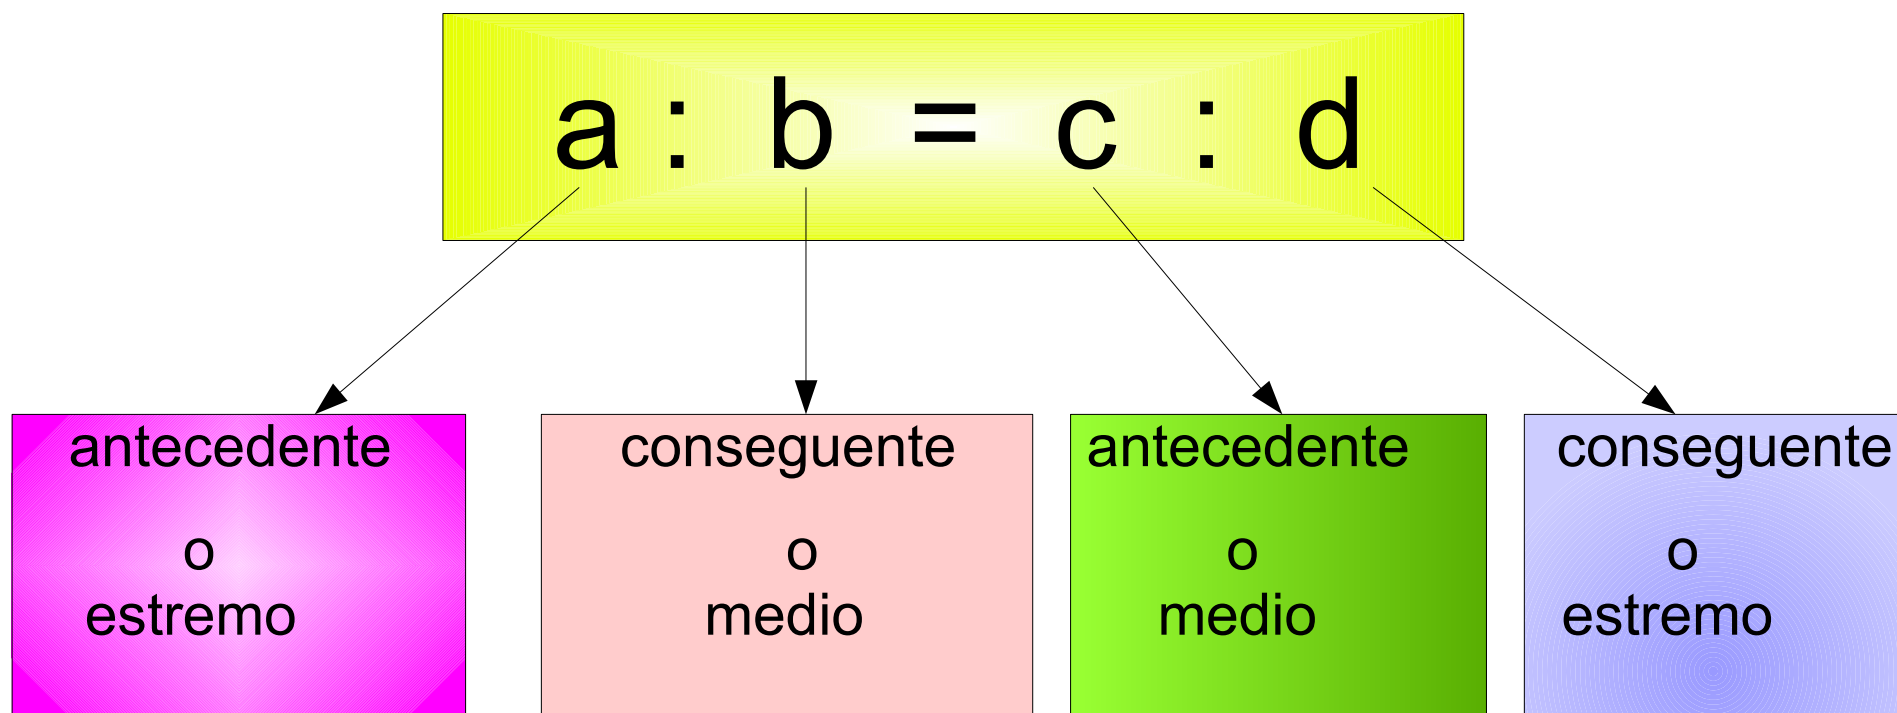 a : b = c : d
antecedente
o
estremo
conseguente
o
medio
antecedente
o
medio
conseguente
o
estremo